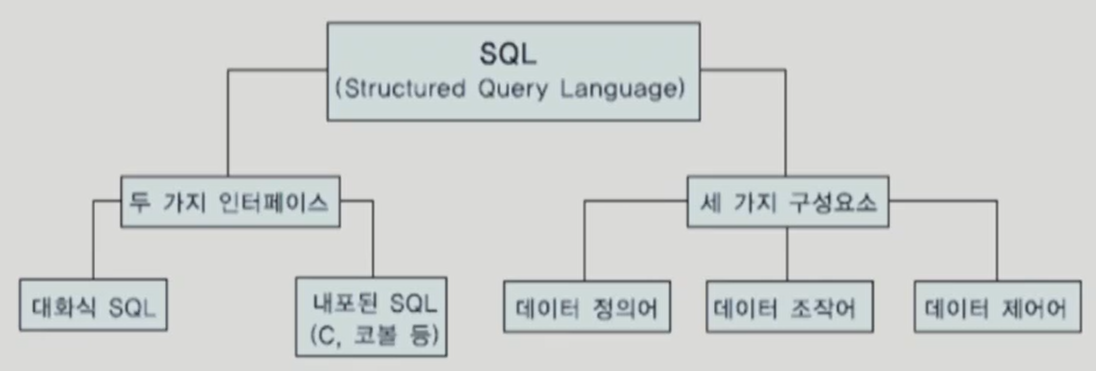 SQL
(Structured Query Language)
두 가지 인터페이스
세 가지 구성요소
대화식 SQL
내포된 SQL
(C, 코볼 등)
데이터 정의어
데이터 조작어
데이터 제어어